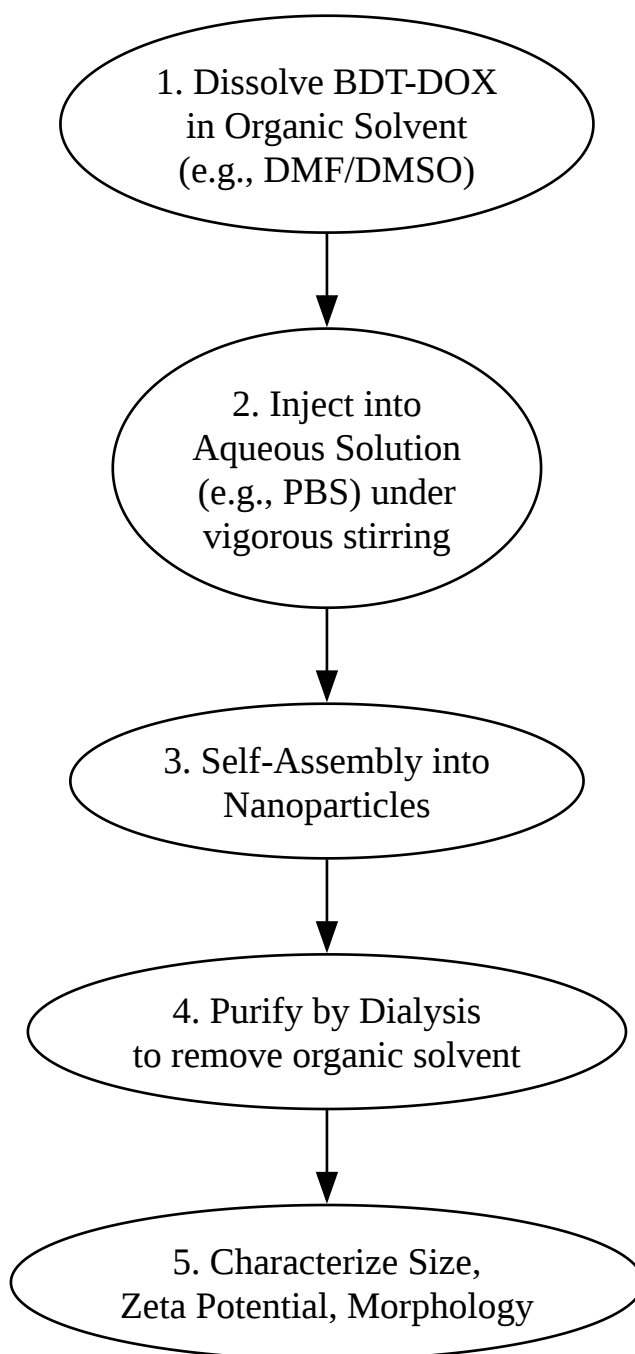 1. Dissolve BDT-DOX
in Organic Solvent
(e.g., DMF/DMSO)
2. Inject into
Aqueous Solution
(e.g., PBS) under
vigorous stirring
3. Self-Assembly into
Nanoparticles
4. Purify by Dialysis
to remove organic solvent
5. Characterize Size,
Zeta Potential, Morphology